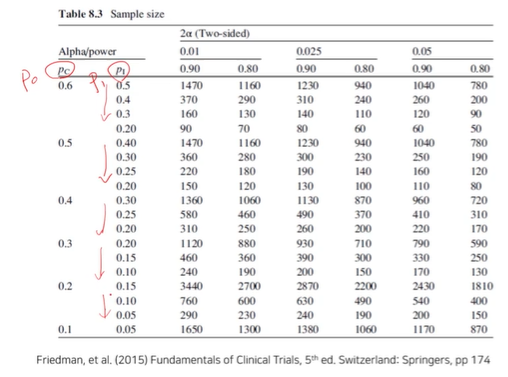 Table 8.3 Sample size
2α (Two-sided)
Alpha/power 0.01 0.025 0.05
P₀ pC P₁ pI 0.90 0.80 0.90 0.80 0.90 0.80
0.6 0.5 1470 1160 1230 940 1040 780
0.4 370 290 310 240 260 200
0.3 160 130 140 110 120 90
0.20 90 70 80 60 60 50
0.5 0.40 1470 1160 1230 940 1040 780
0.30 360 280 300 230 250 190
0.25 220 180 190 140 160 120
0.20 150 120 130 100 110 80
0.4 0.30 1360 1060 1130 870 960 720
0.25 580 460 490 370 410 310
0.20 310 250 260 200 220 170
0.3 0.20 1120 880 930 710 790 590
0.15 460 360 390 300 330 250
0.10 240 190 200 150 170 130
0.2 0.15 3440 2700 2870 2200 2430 1810
0.10 760 600 630 490 540 400
0.05 290 230 240 190 200 150
0.1 0.05 1650 1300 1380 1060 1170 870
Friedman, et al. (2015) Fundamentals of Clinical Trials, 5th ed. Switzerland: Springers, pp 174